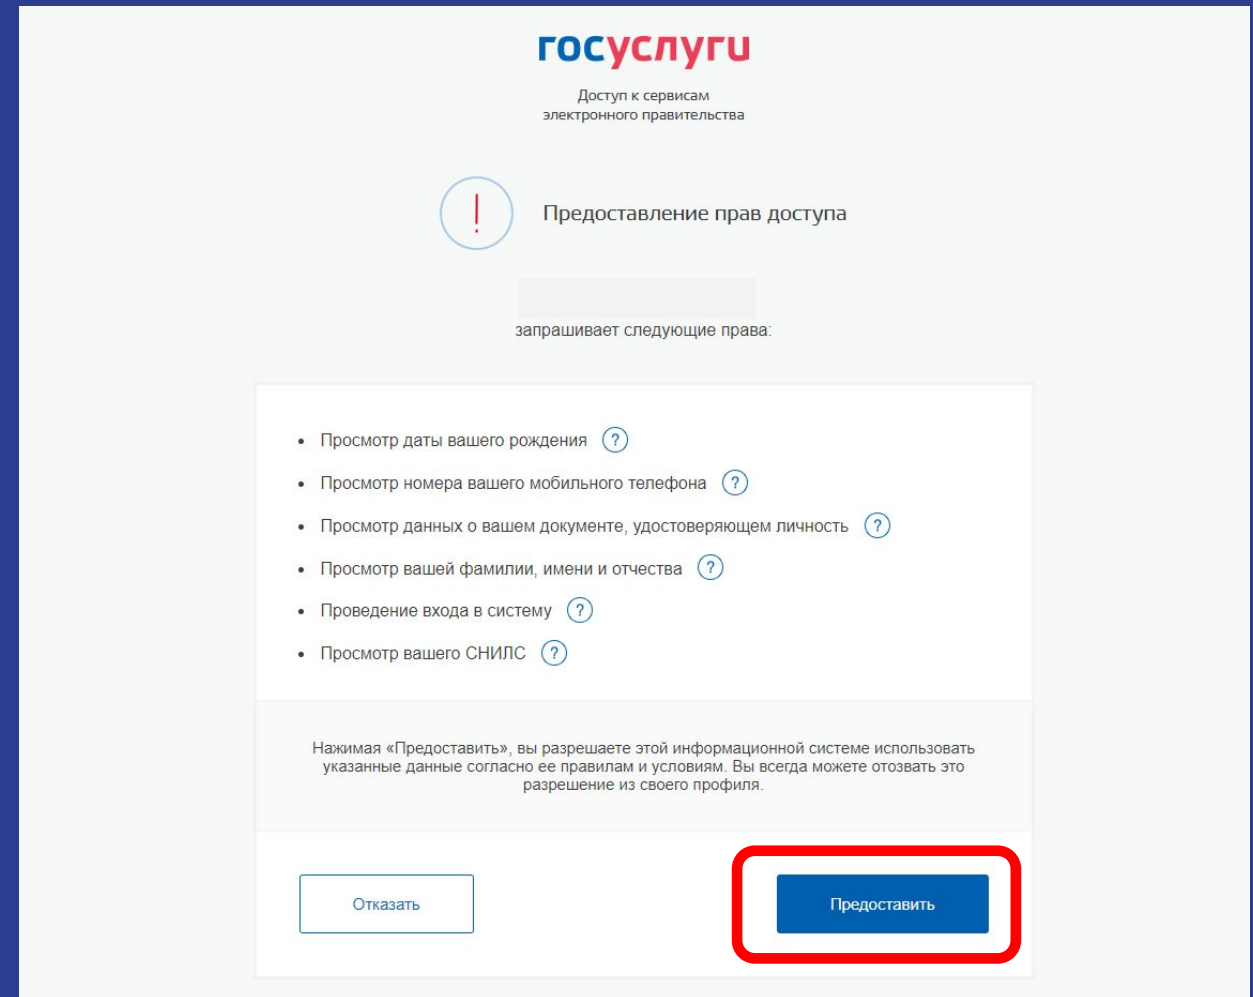 госуслуги
Доступ к сервисам
электронного правительства
Предоставление прав доступа
запрашивает следующие права:
• Просмотр даты вашего рождения ?
• Просмотр номера вашего мобильного телефона ?
• Просмотр данных о вашем документе, удостоверяющем личность ?
• Просмотр вашей фамилии, имени и отчества ?
• Проведение входа в систему ?
• Просмотр вашего СНИЛС ?
Нажимая «Предоставить», вы разрешаете этой информационной системе использовать
указанные данные согласно ее правилам и условиям. Вы всегда можете отозвать это
разрешение из своего профиля.
Отказать
Предоставить